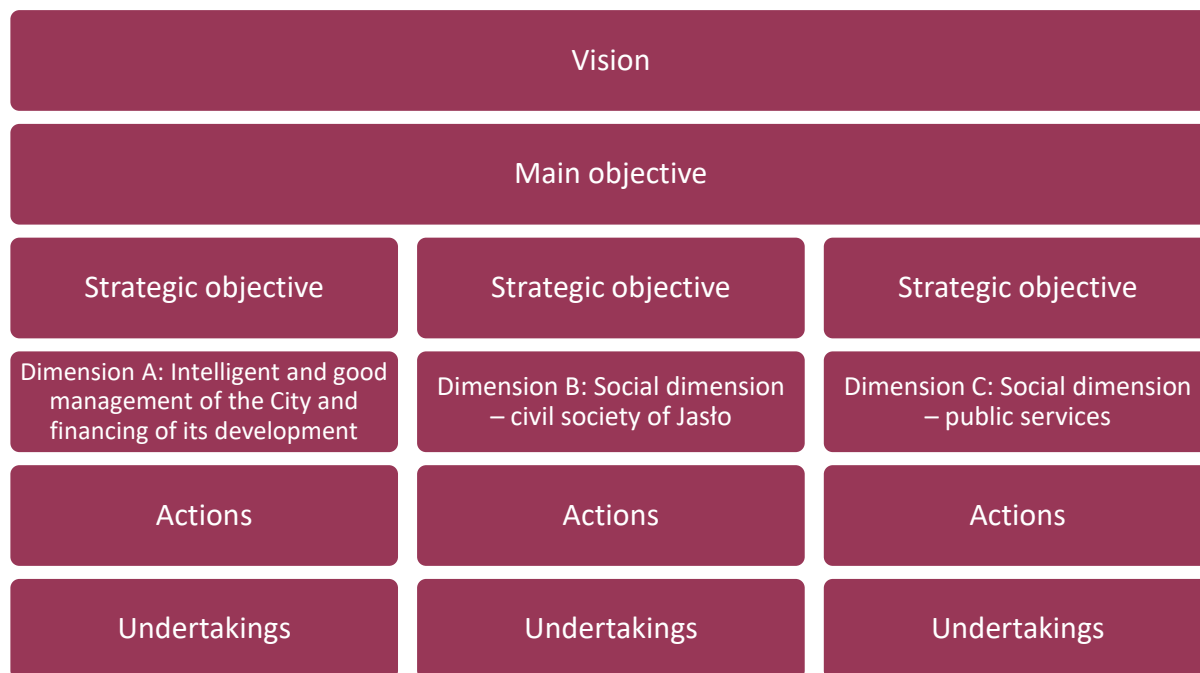 Vision
Main objective
Strategic objective
Strategic objective
Strategic objective
Dimension A: Intelligent and good
management of the City and
financing of its development
Dimension B: Social dimension
– civil society of Jasło
Dimension C: Social dimension
– public services
Actions
Actions
Actions
Undertakings
Undertakings
Undertakings